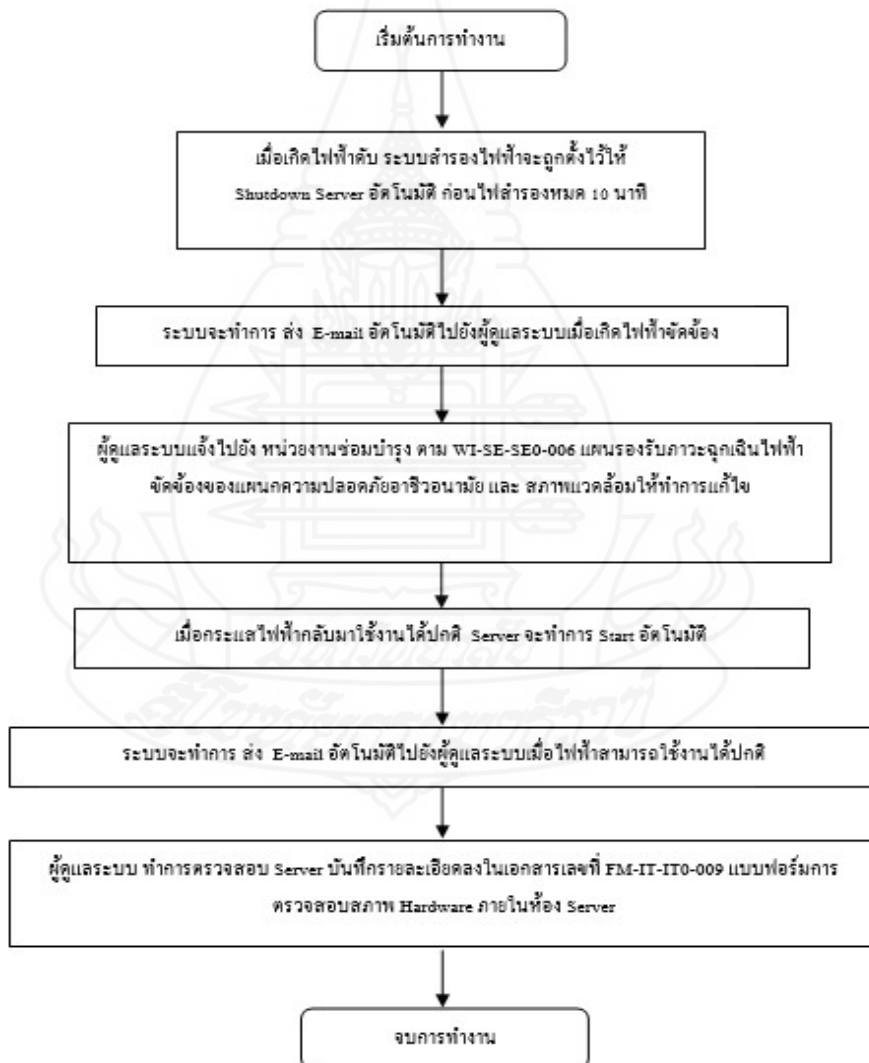 เริ่มต้นการทำงาน
เมื่อเกิดไฟฟ้าดับ ระบบสำรองไฟฟ้าจะถูกตั้งไว้ให้
Shutdown Server อัตโนมัติ ก่อนไฟสำรองหมด 10 นาที
ระบบจะทำการ ส่ง E-mail อัตโนมัติไปยังผู้ดูแลระบบเมื่อเกิดไฟฟ้าขัดข้อง
ผู้ดูแลระบบแจ้งไปยัง หน่วยงานซ่อมบำรุง ตาม WI-SE-SE0-006 แผนรองรับภาวะฉุกเฉินไฟฟ้า
ขัดข้องของแผนกความปลอดภัยอาชีวอนามัย และ สภาพแวดล้อมให้ทำการแก้ไข
เมื่อกระแสไฟฟ้ากลับมาใช้งานได้ปกติ Server จะทำการ Start อัตโนมัติ
ระบบจะทำการ ส่ง E-mail อัตโนมัติไปยังผู้ดูแลระบบเมื่อไฟฟ้าสามารถใช้งานได้ปกติ
ผู้ดูแลระบบ ทำการตรวจสอบ Server บันทึกรายละเอียดลงในเอกสารเลขที่ FM-IT-IT0-009 แบบฟอร์มการ
ตรวจสอบสภาพ Hardware ภายในห้อง Server
จบการทำงาน